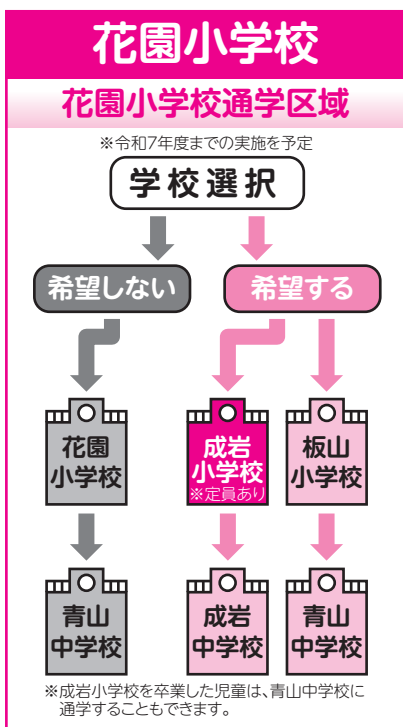 花園小学校
花園小学校通学区域
※令和7年度までの実施を予定
学校選択
希望しない
希望する
花園
小学校
成岩
小学校
※定員あり
板山
小学校
青山
中学校
成岩
中学校
青山
中学校
※成岩小学校を卒業した児童は、青山中学校に
通学することもできます。